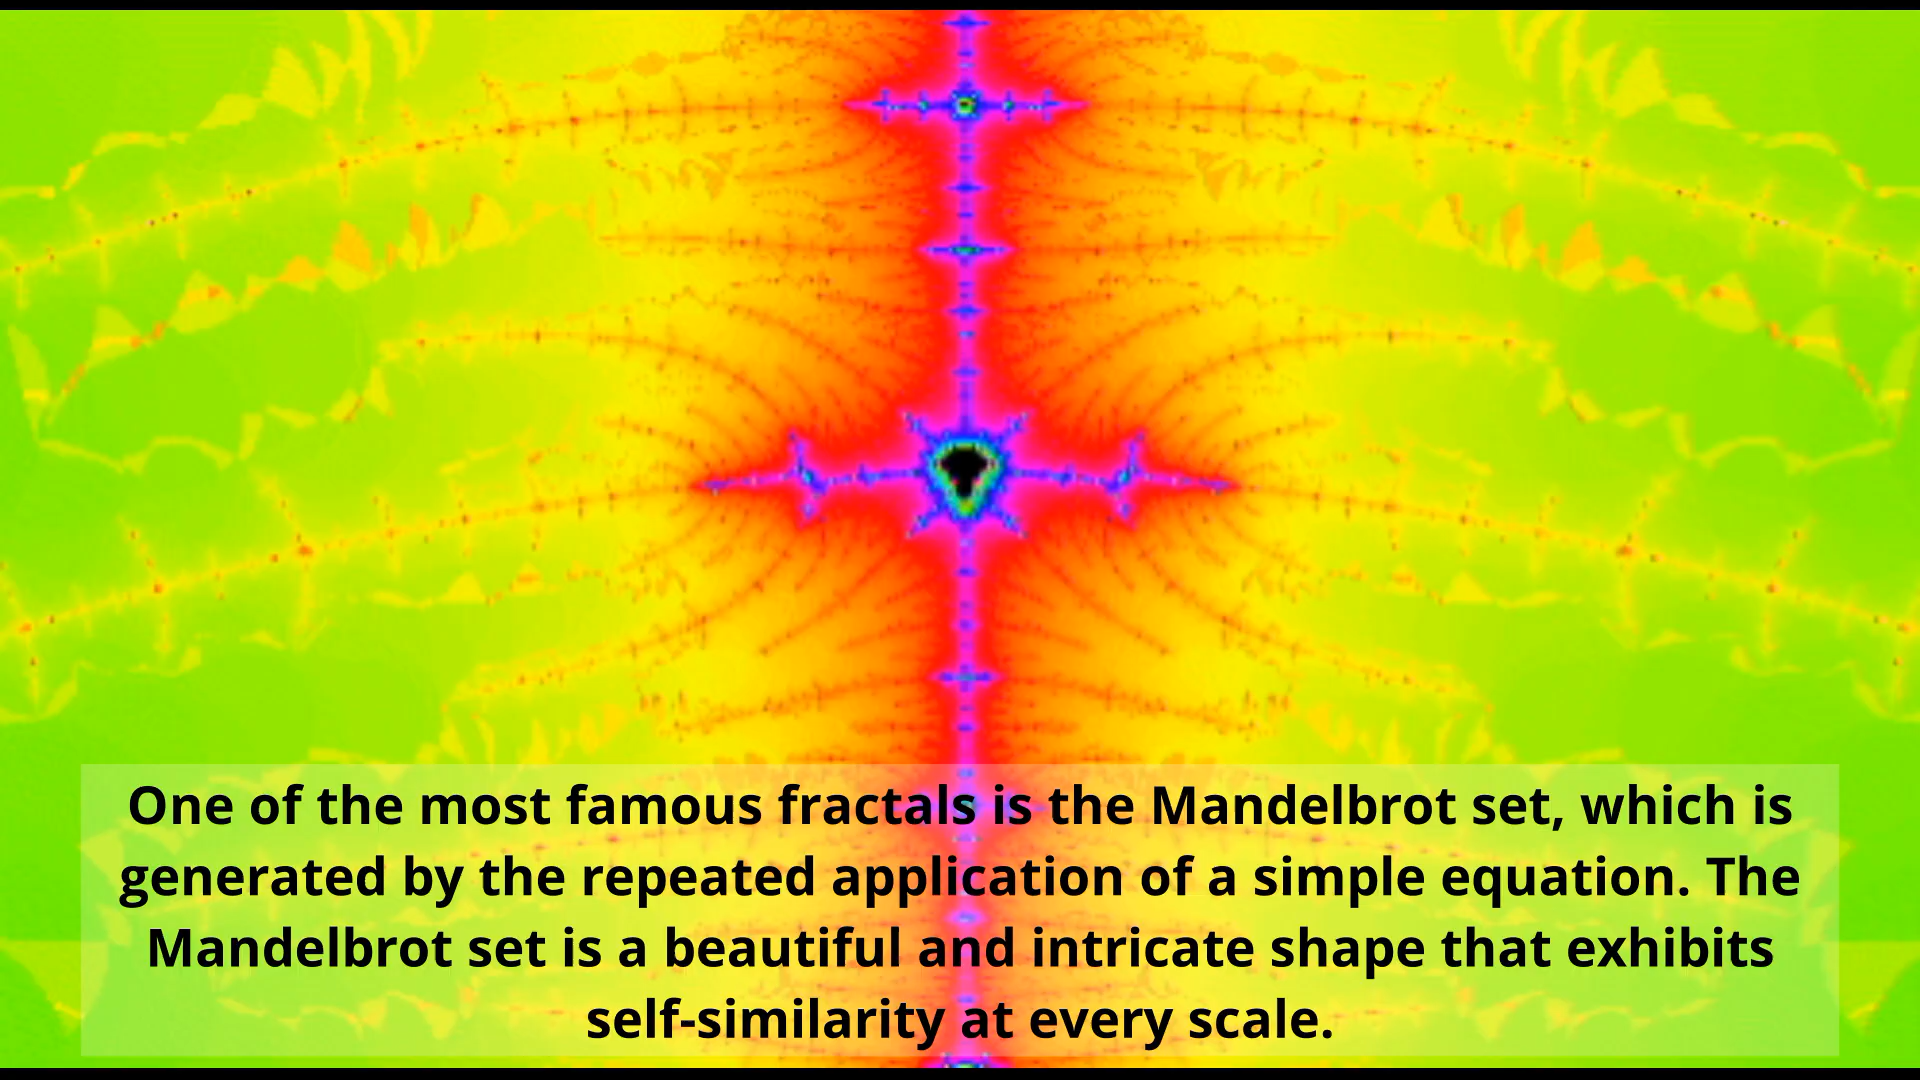 One of the most famous fractals is the Mandelbrot set, which is
generated by the repeated application of a simple equation. The
Mandelbrot set is a beautiful and intricate shape that exhibits
self-similarity at every scale.